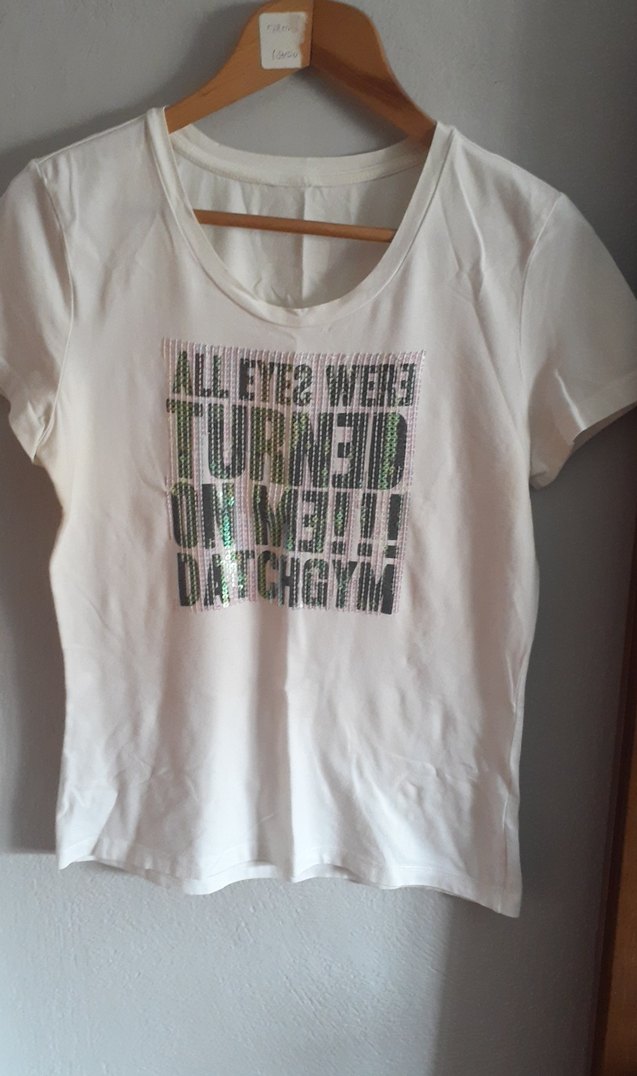 ALL EYES WERE
TURNED
ON ME!!!
DATCHGYM